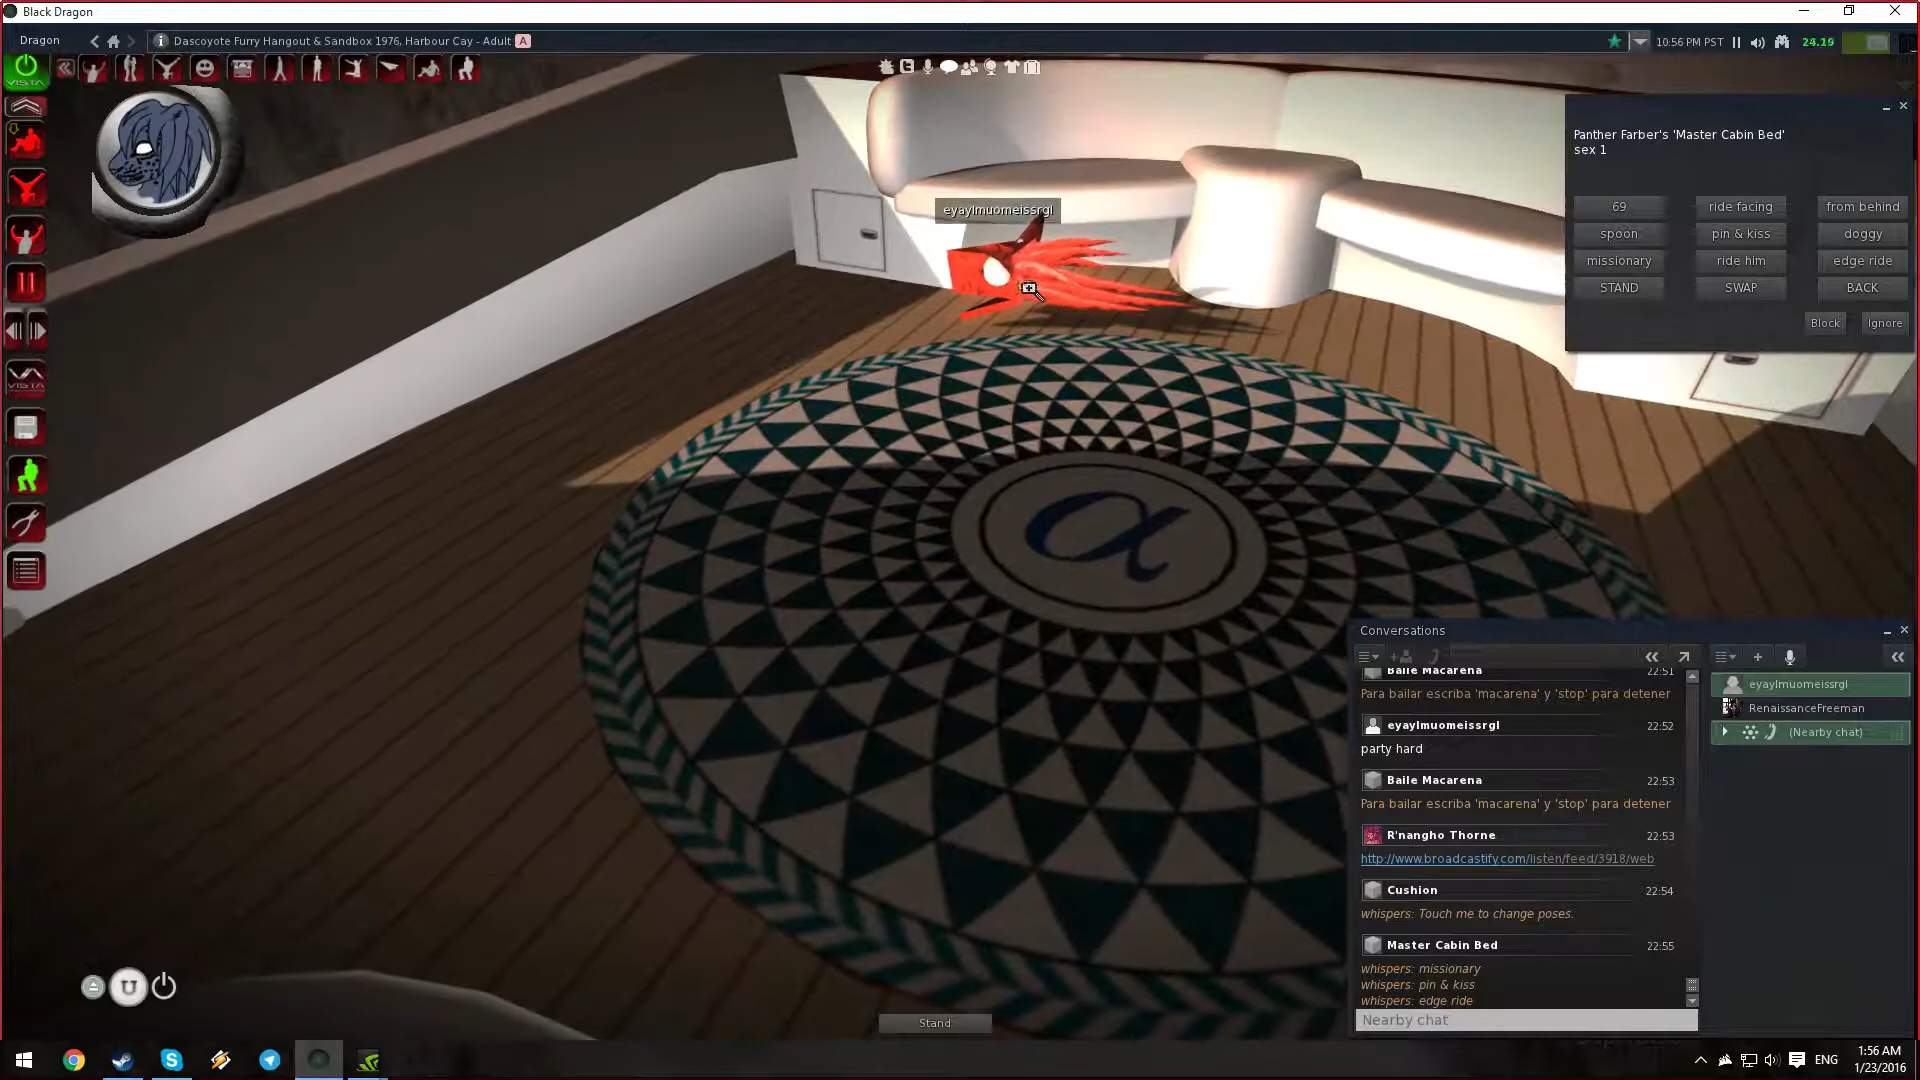 Black Dragon
Dragon
Dascoyote Furry Hangout & Sandbox 1976, Harbour Cay - Adult A
10:56 PM PST
24.19
VISTA
Panther Farber's 'Master Cabin Bed'
sex 1
69
ride facing
from behind
spoon
pin & kiss
doggy
missionary
ride him
edge ride
STAND
SWAP
BACK
Block
Ignore
eyaylmuomeissrgl
VISTA
α
Conversations
Baile Macarena 22:51
Para bailar escriba 'macarena' y 'stop' para detener
eyaylmuomeissrgl 22:52
party hard
Baile Macarena 22:53
Para bailar escriba 'macarena' y 'stop' para detener
R'nangho Thorne 22:53
http://www.broadcastify.com/listen/feed/3918/web
Cushion 22:54
whispers: Touch me to change poses.
Master Cabin Bed 22:55
whispers: missionary
whispers: pin & kiss
whispers: edge ride
Nearby chat
eyaylmuomeissrgl
RenaissanceFreeman
(Nearby chat)
U
Stand
ENG
1:56 AM
1/23/2016